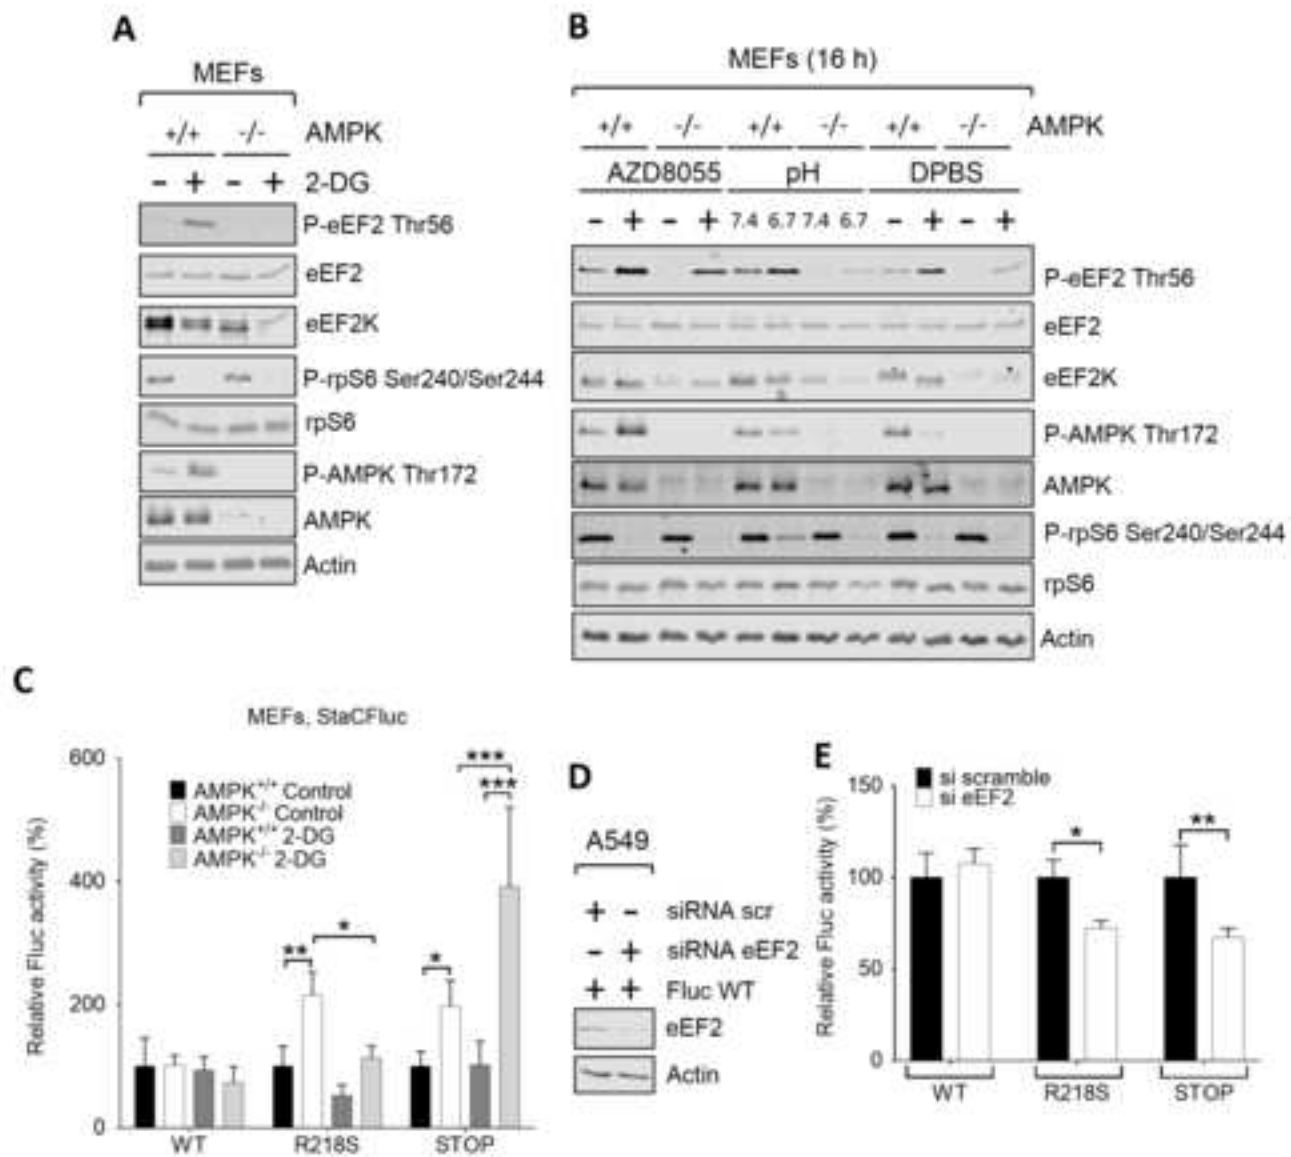 A
MEFs
+/+ -/- AMPK
- + - + 2-DG
P-eEF2 Thr56
eEF2
eEF2K
P-rpS6 Ser240/Ser244
rpS6
P-AMPK Thr172
AMPK
Actin
B
MEFs (16 h)
+/+ -/- +/+ -/- +/+ -/- AMPK
AZD8055 pH DPBS
- + - + 7.4 6.7 7.4 6.7 - + - +
P-eEF2 Thr56
eEF2
eEF2K
P-AMPK Thr172
AMPK
P-rpS6 Ser240/Ser244
rpS6
Actin
C
MEFs, StaCFluc
Relative Fluc activity (%)
600
400
200
0
AMPK+/+ Control
AMPK-/- Control
AMPK+/+ 2-DG
AMPK-/- 2-DG
** * * *** ***
WT R218S STOP
D
A549
+ - siRNA scr
- + siRNA eEF2
+ + Fluc WT
eEF2
Actin
E
Relative Fluc activity (%)
150
100
50
0
si scramble
si eEF2
* **
WT R218S STOP